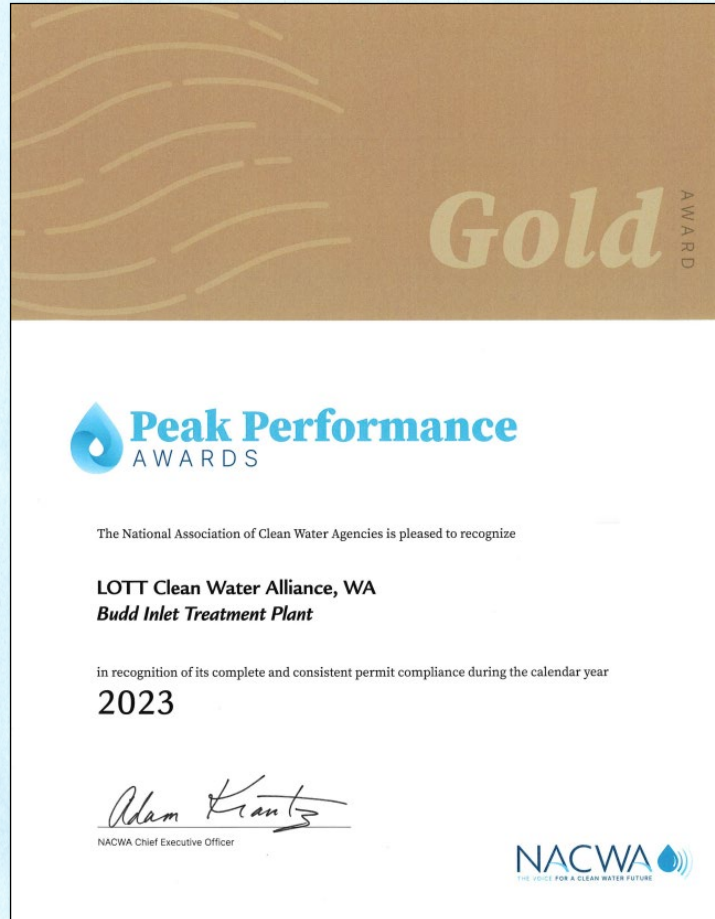 Gold
AWARD
Peak Performance
AWARDS
The National Association of Clean Water Agencies is pleased to recognize
LOTT Clean Water Alliance, WA
Budd Inlet Treatment Plant
in recognition of its complete and consistent permit compliance during the calendar year
2023
Adam Krantz
NACWA Chief Executive Officer
NACWA
THE VOICE FOR A CLEAN WATER FUTURE